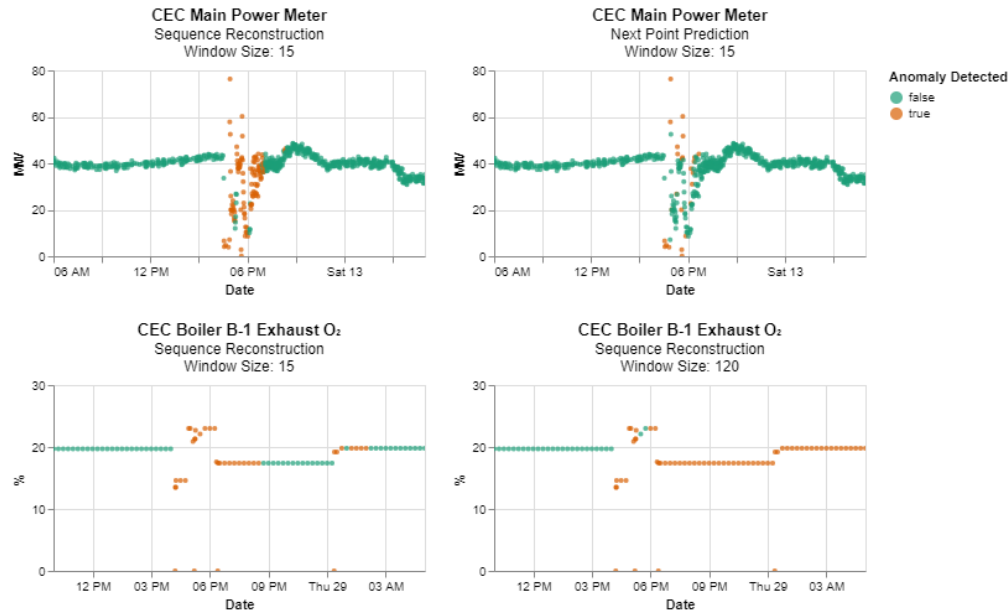 CEC Main Power Meter
Sequence Reconstruction
Window Size: 15
80
60
40
20
0
MW
06 AM
12 PM
06 PM
Sat 13
Date
CEC Main Power Meter
Next Point Prediction
Window Size: 15
80
60
40
20
0
MW
06 AM
12 PM
06 PM
Sat 13
Date
Anomaly Detected
false
true
CEC Boiler B-1 Exhaust O₂
Sequence Reconstruction
Window Size: 15
30
20
10
0
%
12 PM
03 PM
06 PM
09 PM
Thu 29
03 AM
Date
CEC Boiler B-1 Exhaust O₂
Sequence Reconstruction
Window Size: 120
30
20
10
0
%
12 PM
03 PM
06 PM
09 PM
Thu 29
03 AM
Date